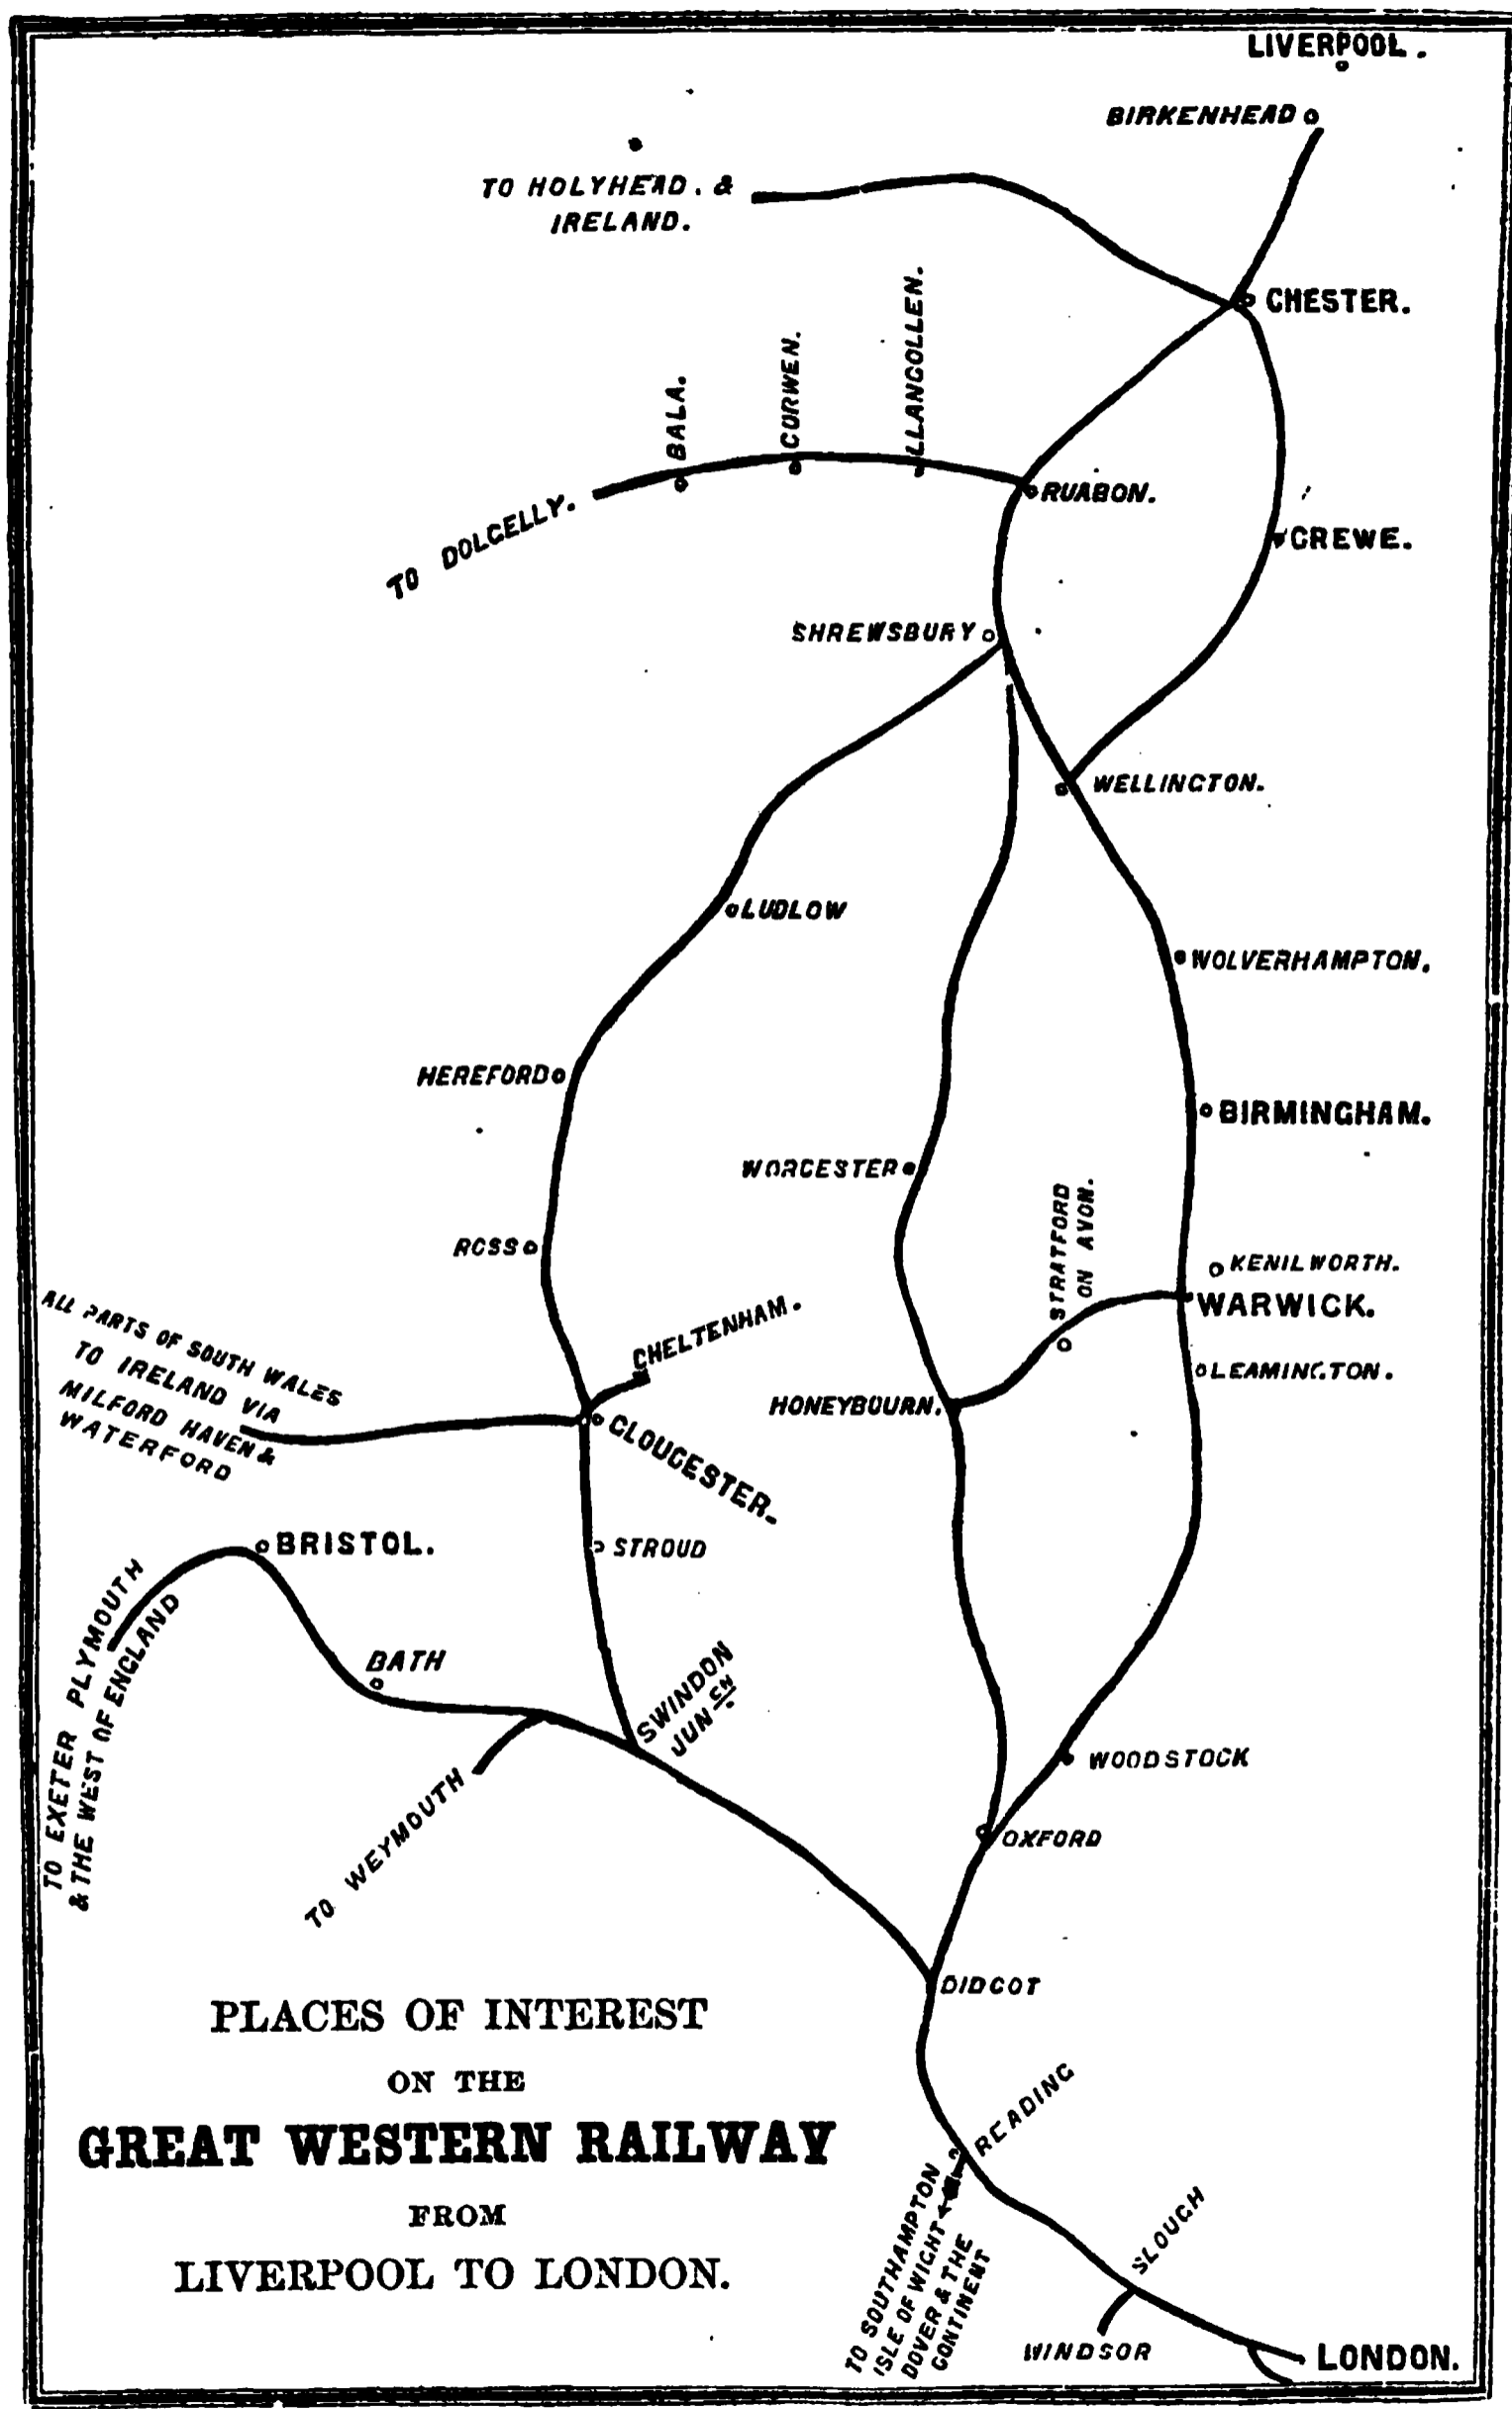 LIVERPOOL.
BIRKENHEAD
TO HOLYHEAD. &
IRELAND.
CHESTER.
LLANGOLLEN.
CORWEN.
BALA.
RUABON.
TO DOLGELLY.
CREWE.
SHREWSBURY
WELLINGTON.
LUDLOW
WOLVERHAMPTON.
HEREFORD
BIRMINGHAM.
WORCESTER
STRATFORD
ON AVON.
ROSS
KENILWORTH.
WARWICK.
CHELTENHAM.
ALL PARTS OF SOUTH WALES
TO IRELAND VIA
MILFORD HAVEN &
WATERFORD
LEAMINGTON.
HONEYBOURN.
GLOUCESTER.
BRISTOL.
STROUD
TO EXETER PLYMOUTH
& THE WEST OF ENGLAND
BATH
SWINDON
JUNCN.
TO WEYMOUTH
WOODSTOCK
OXFORD
DIDCOT
PLACES OF INTEREST
ON THE
GREAT WESTERN RAILWAY
FROM
LIVERPOOL TO LONDON.
READING
TO SOUTHAMPTON
ISLE OF WIGHT
DOVER & THE
CONTINENT
SLOUGH
WINDSOR
LONDON.